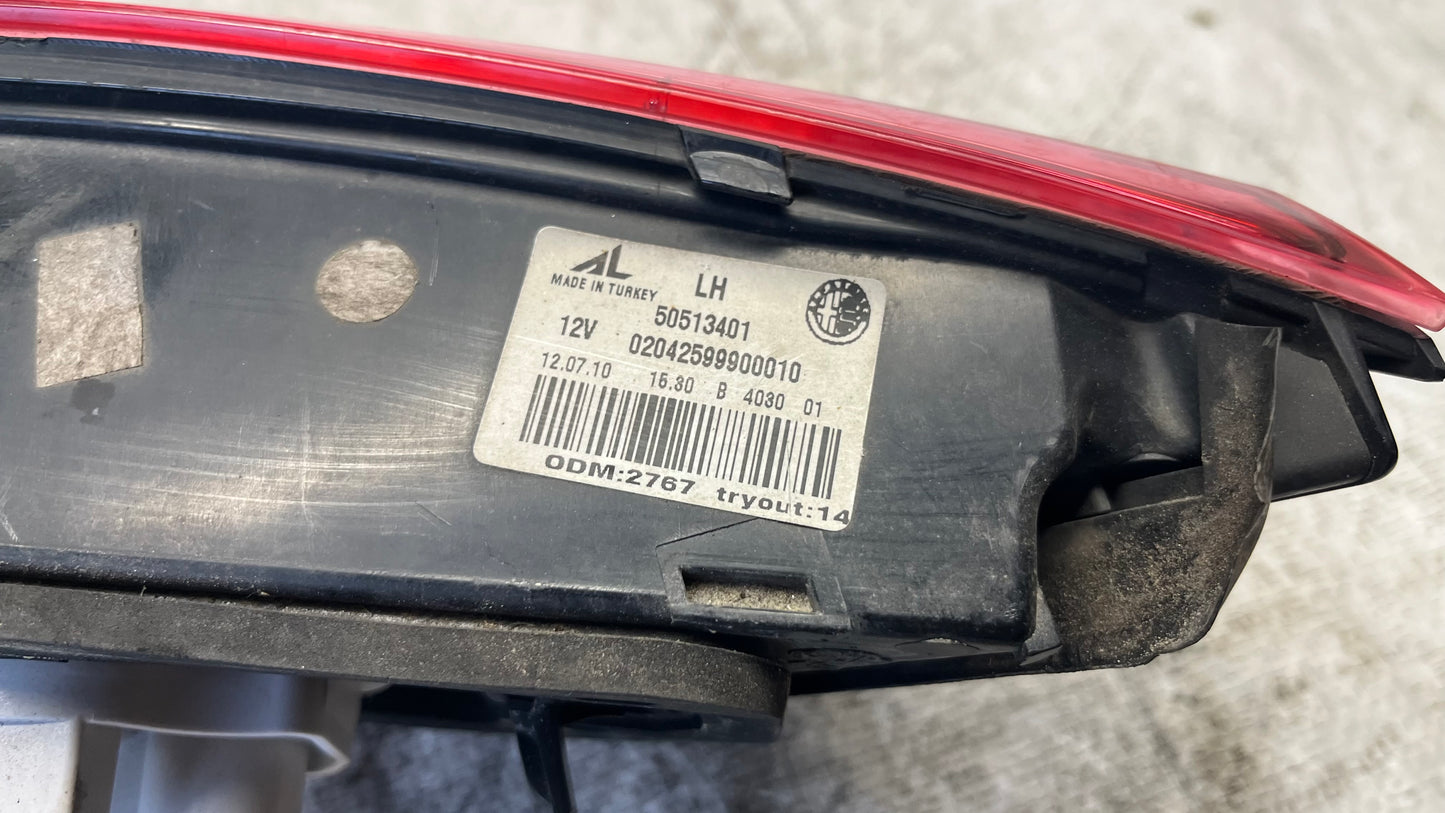 AL
MADE IN TURKEY
LH
50513401
12V 02042599900010
12.07.10 15.30 B 4030 01
ODM:2767 tryout:14